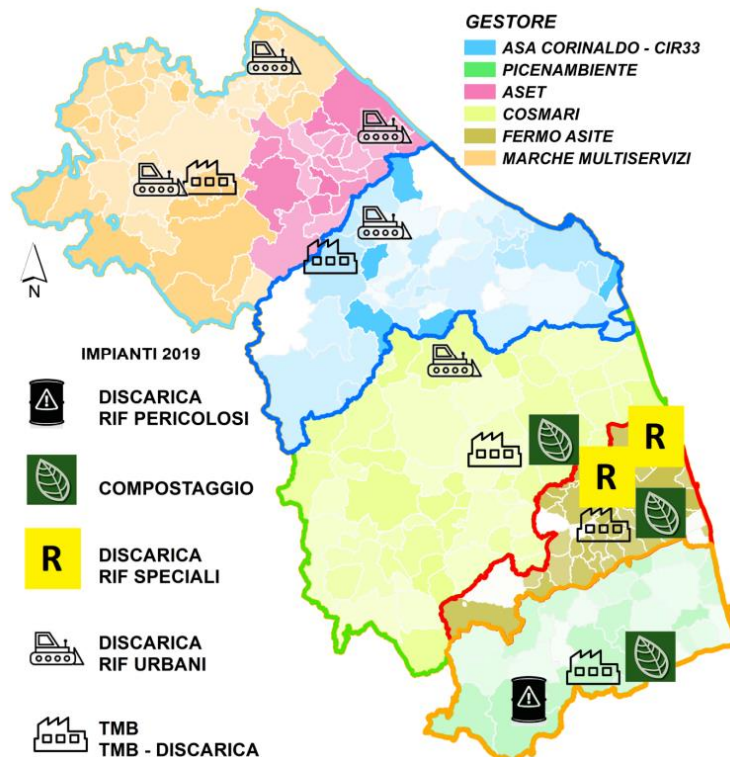 GESTORE
ASA CORINALDO - CIR33
PICENAMBIENTE
ASET
COSMARI
FERMO ASITE
MARCHE MULTISERVIZI
N
IMPIANTI 2019
DISCARICA
RIF PERICOLOSI
COMPOSTAGGIO
R
DISCARICA
RIF SPECIALI
DISCARICA
RIF URBANI
TMB
TMB - DISCARICA
R
R